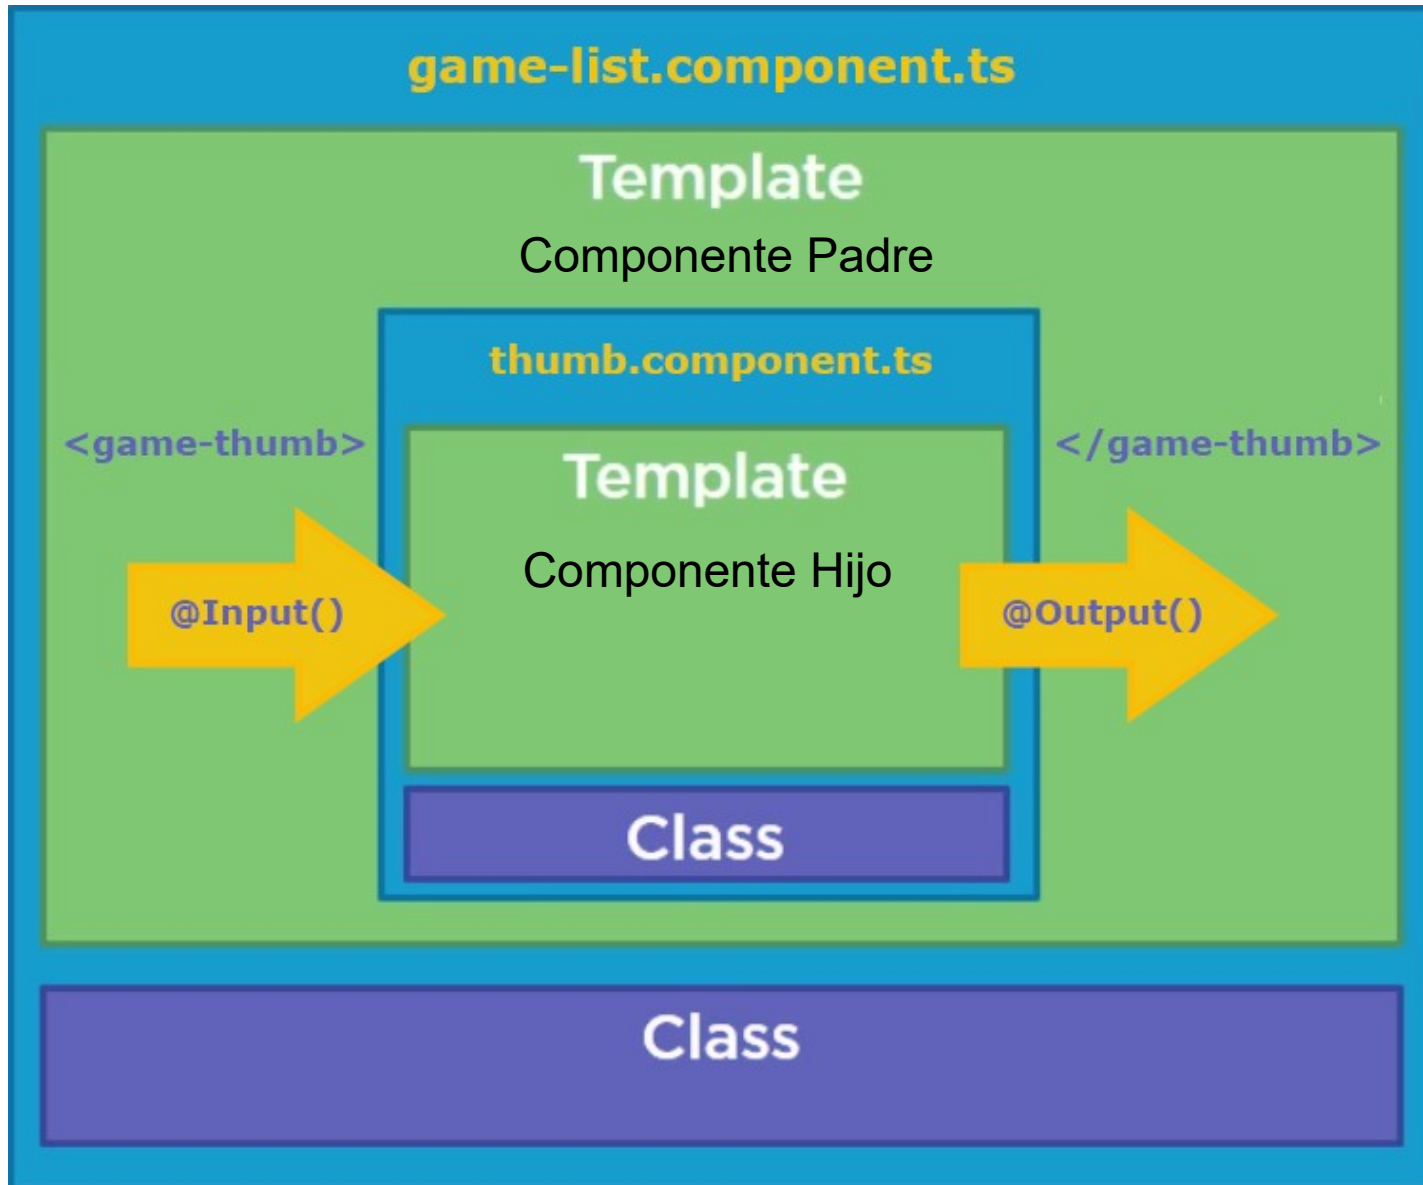 game-list.component.ts
Template
Componente Padre
thumb.component.ts
<game-thumb>
Template
</game-thumb>
Componente Hijo
@Input()
@Output()
Class
Class